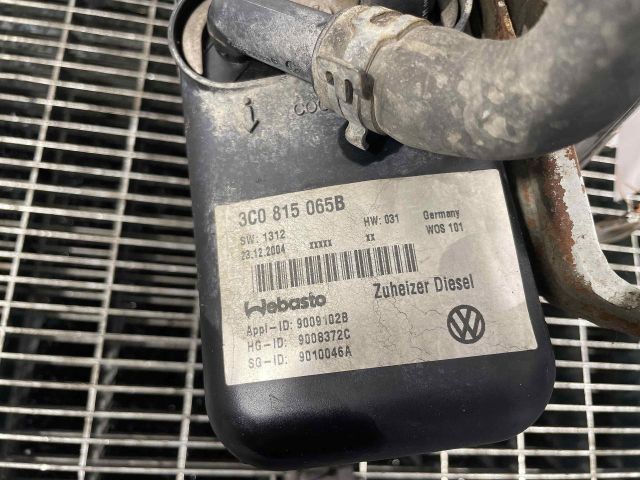 3C0 815 065B
SW: 1312 HW: 031 Germany
23.12.2004 xxxxx xx WOS 101
Webasto Zuheizer Diesel
Appl-ID: 9009102B
HG-ID: 9008372C
SG-ID: 9010046A